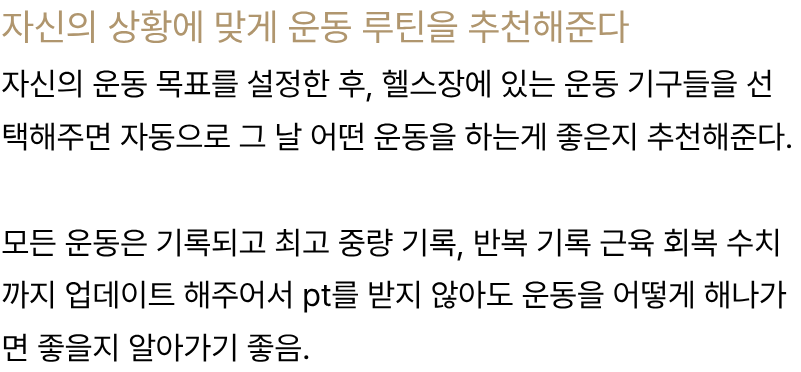 자신의 상황에 맞게 운동 루틴을 추천해준다
자신의 운동 목표를 설정한 후, 헬스장에 있는 운동 기구들을 선
택해주면 자동으로 그 날 어떤 운동을 하는게 좋은지 추천해준다.
모든 운동은 기록되고 최고 중량 기록, 반복 기록 근육 회복 수치
까지 업데이트 해주어서 pt를 받지 않아도 운동을 어떻게 해나가
면 좋을지 알아가기 좋음.